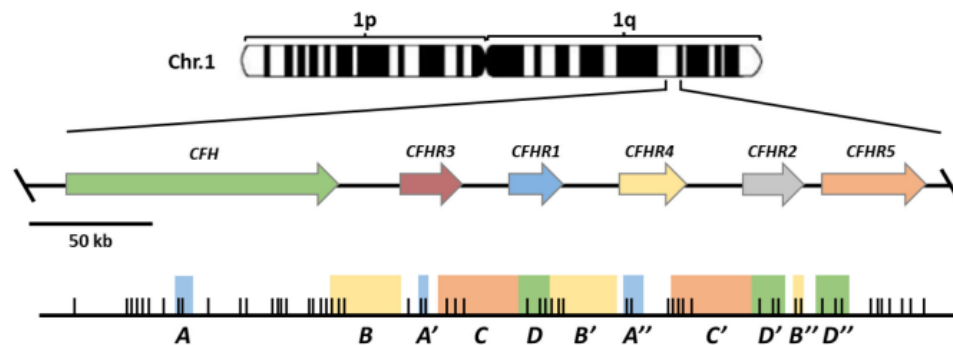 1p 1q
Chr.1
CFH CFHR3 CFHR1 CFHR4 CFHR2 CFHR5
50 kb
A B A′ C D B′ A′′ C′ D′ B′′ D′′